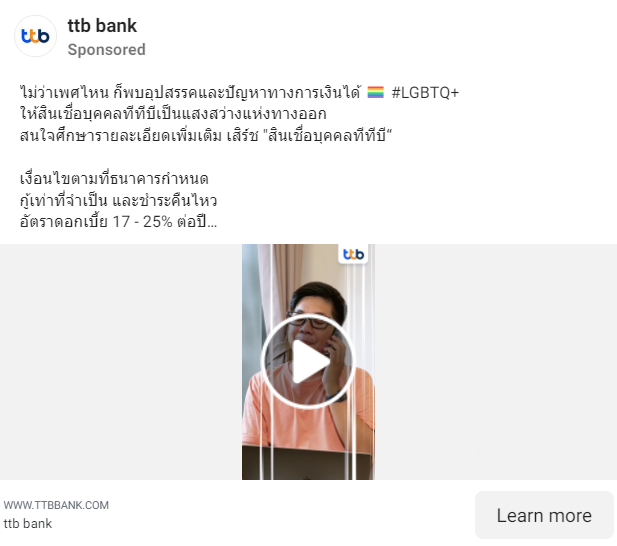 ttb
ttb bank
Sponsored
ไม่ว่าเพศไหน ก็พบอุปสรรคและปัญหาทางการเงินได้ 🏳️‍🌈 #LGBTQ+
ให้สินเชื่อบุคคลทีทีบีเป็นแสงสว่างแห่งทางออก
สนใจศึกษารายละเอียดเพิ่มเติม เสิร์ช "สินเชื่อบุคคลทีทีบี"
เงื่อนไขตามที่ธนาคารกำหนด
กู้เท่าที่จำเป็น และชำระคืนไหว
อัตราดอกเบี้ย 17 - 25% ต่อปี...
ttb
WWW.TTBBANK.COM
ttb bank
Learn more